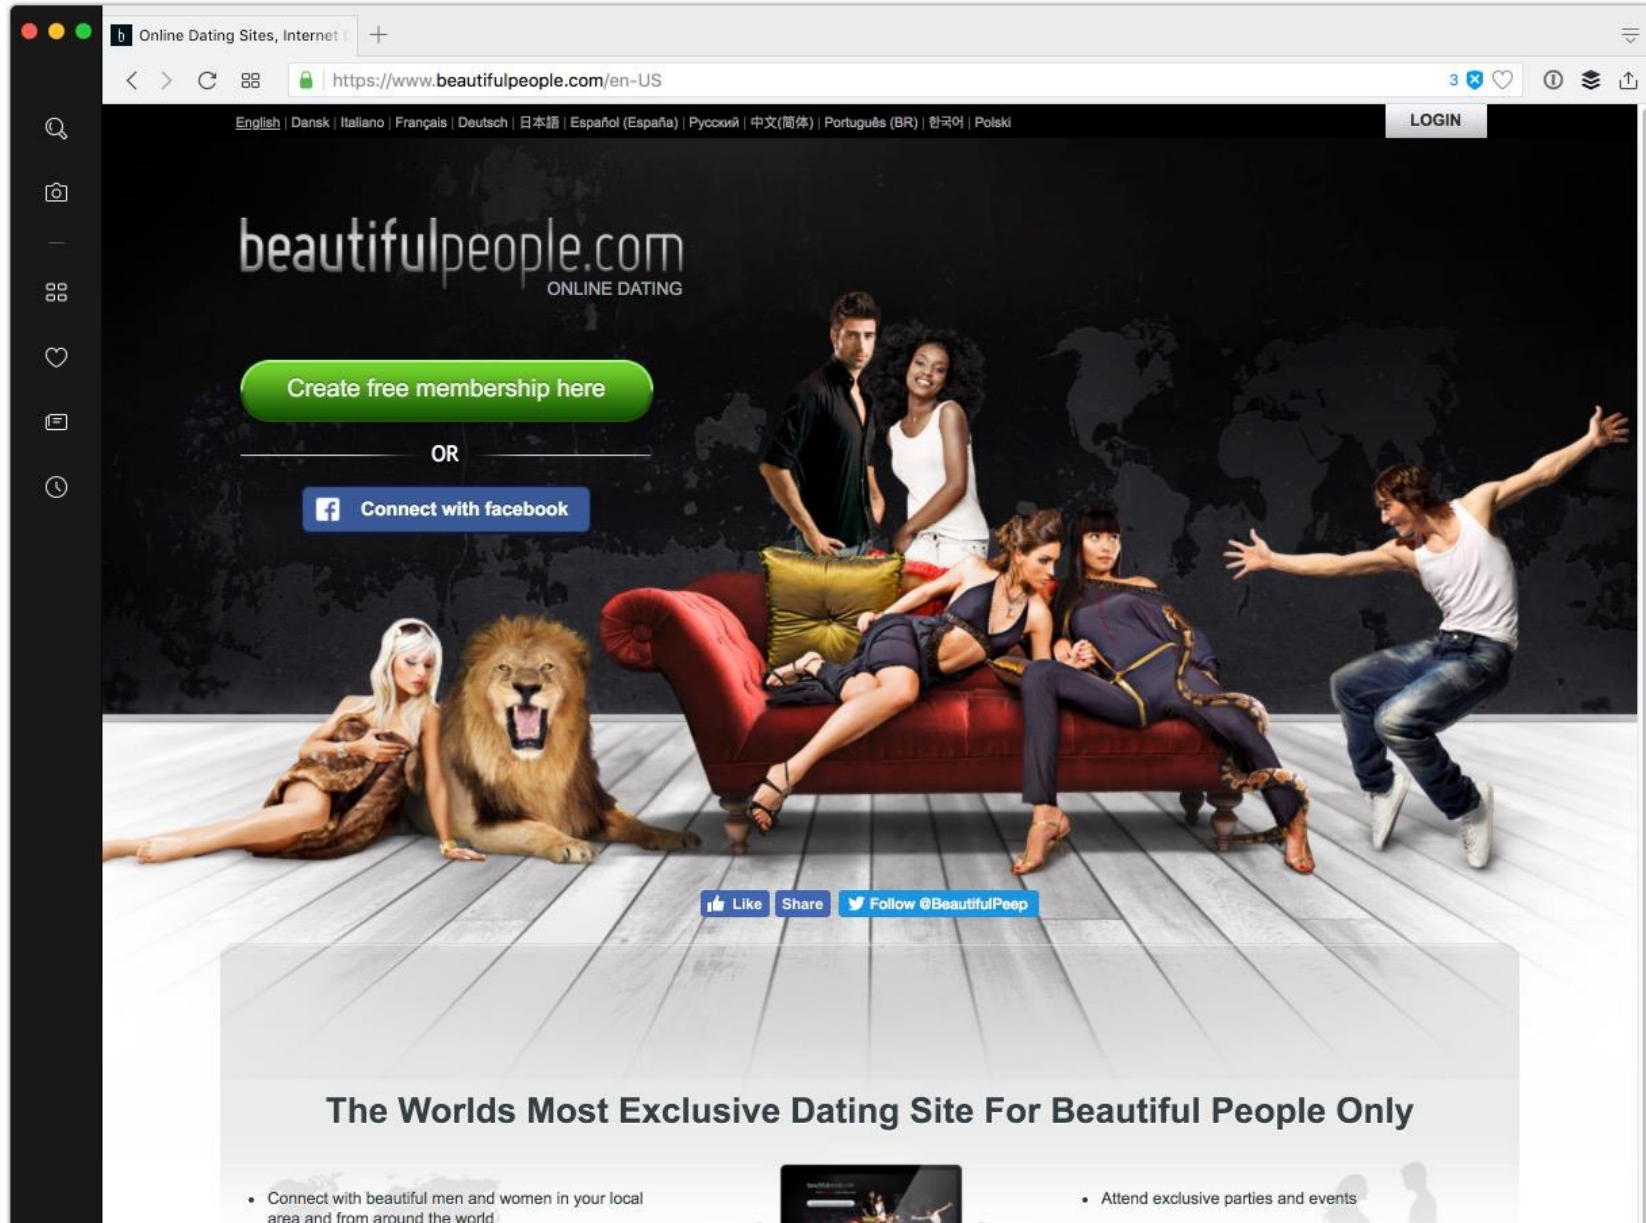 Online Dating Sites, Internet
https://www.beautifulpeople.com/en-US
3
English | Dansk | Italiano | Français | Deutsch | 日本語 | Español (España) | Русский | 中文(简体) | Português (BR) | 한국어 | Polski
LOGIN
beautifulpeople.com
ONLINE DATING
Create free membership here
OR
Connect with facebook
Like
Share
Follow @BeautifulPeep
The Worlds Most Exclusive Dating Site For Beautiful People Only
• Connect with beautiful men and women in your local
area and from around the world
• Attend exclusive parties and events